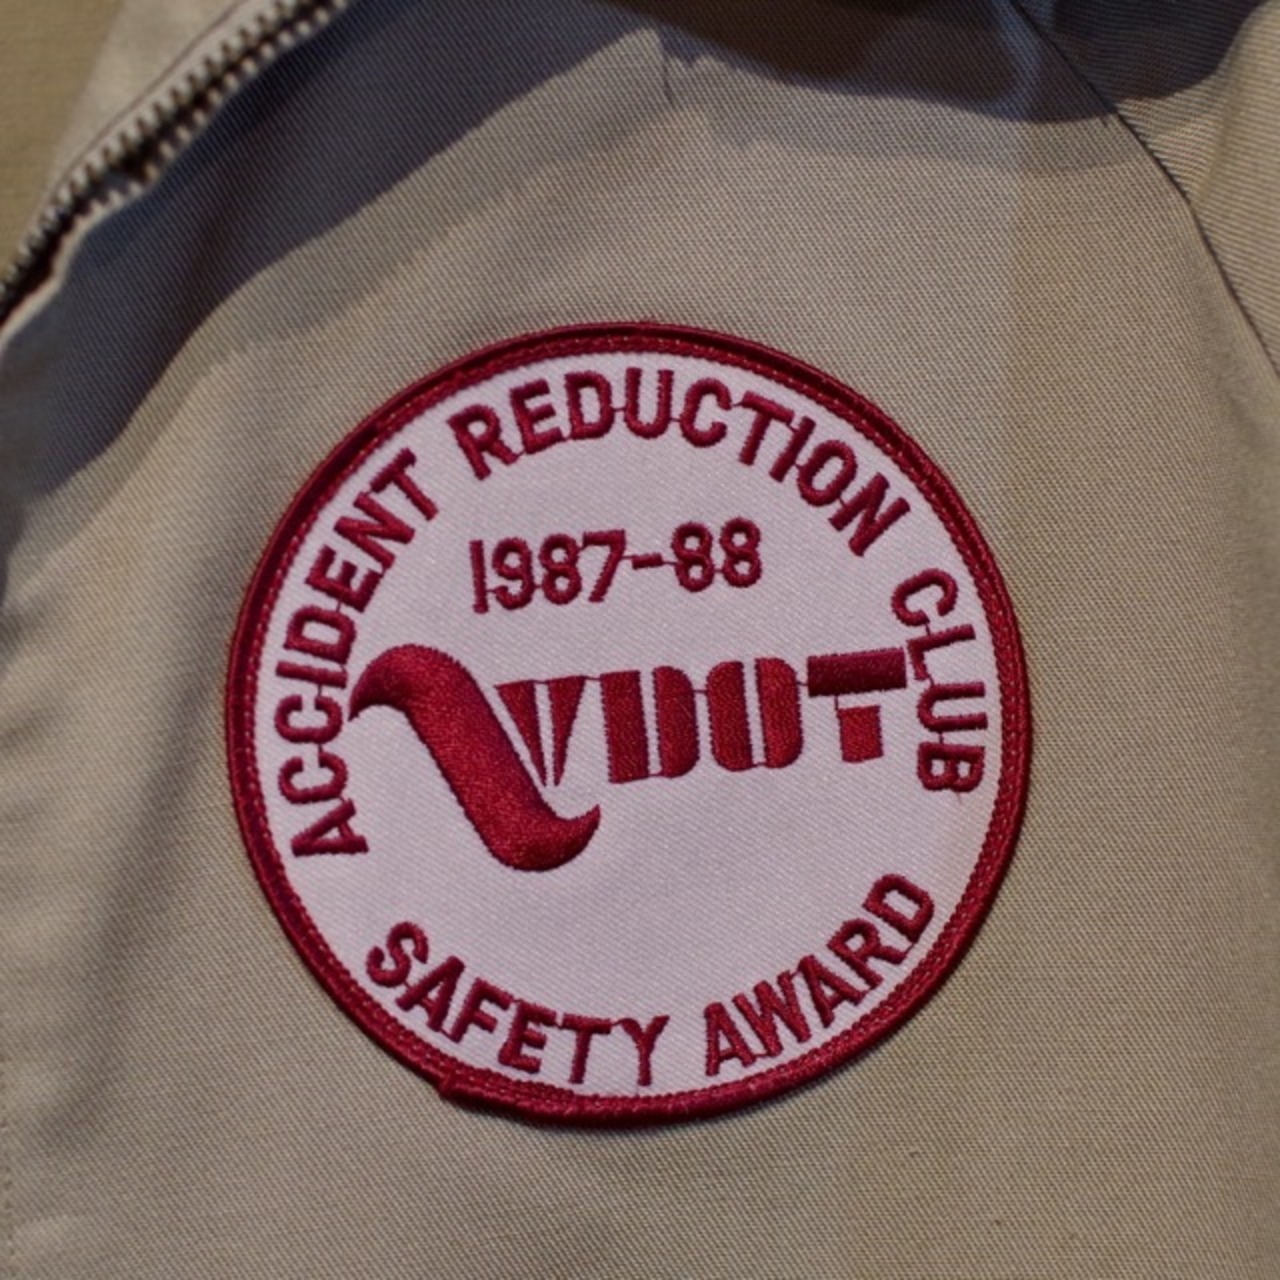 ACCIDENT REDUCTION CLUB
1987-88
VDOT
SAFETY AWARD